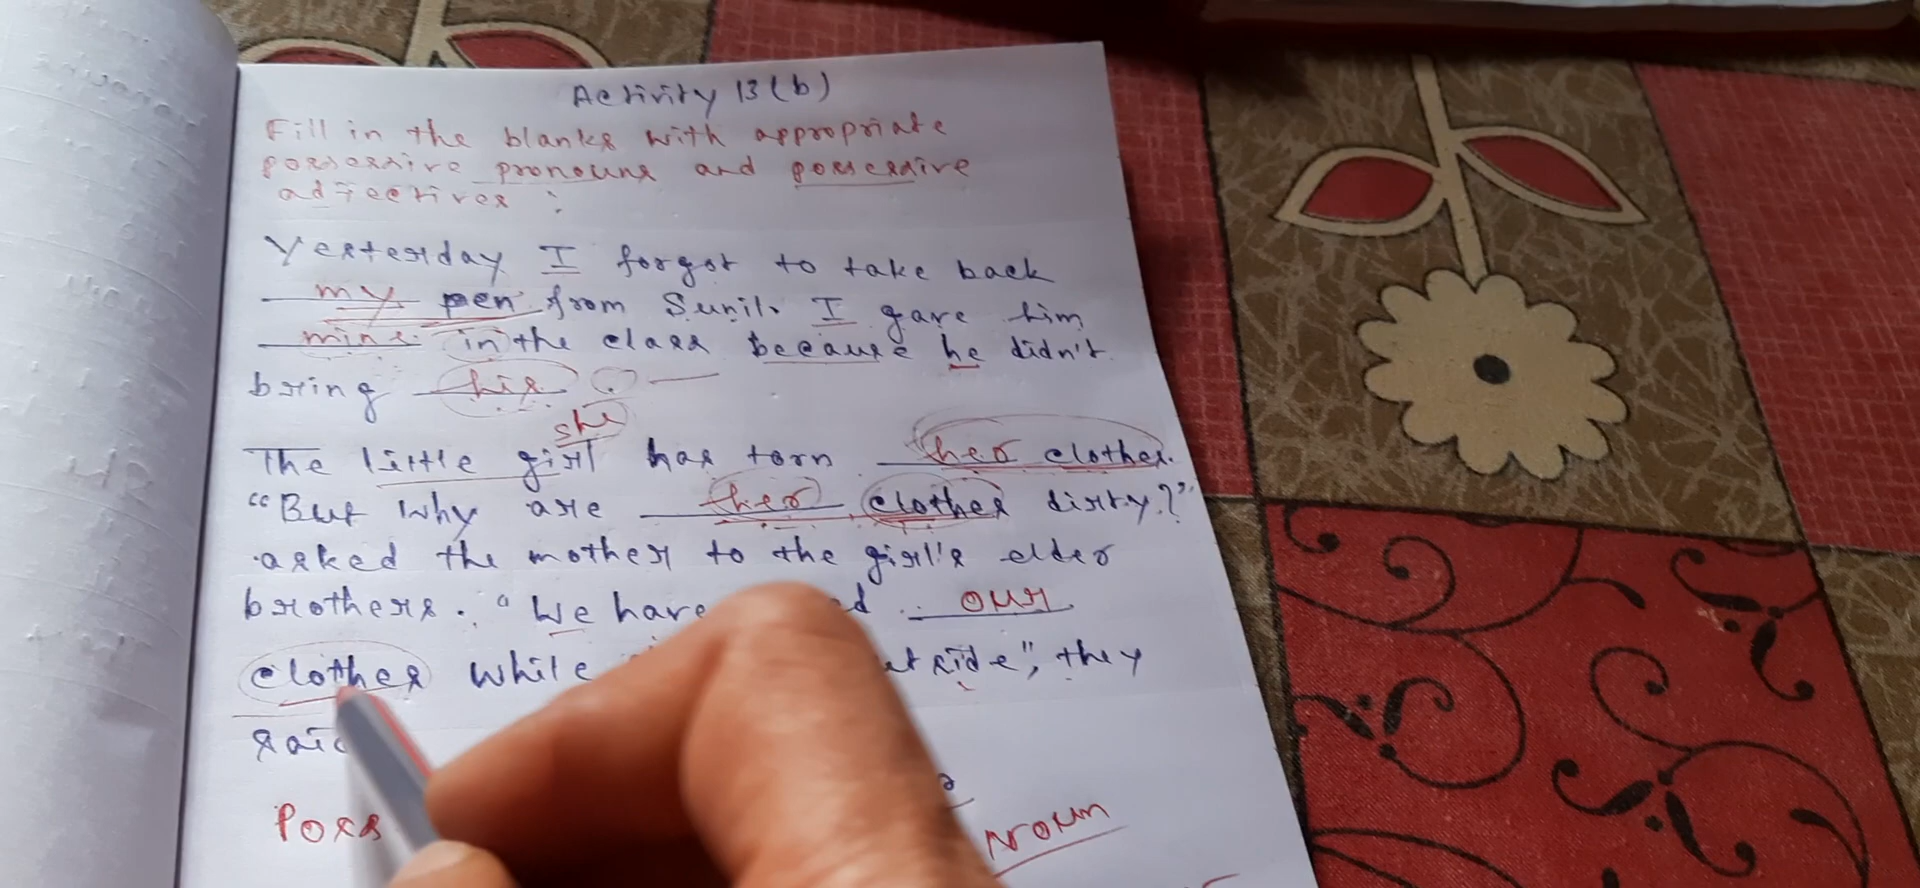 Activity 13(b)
Fill in the blanks with appropriate
possessive pronouns and possessive
adjectives :
Yesterday I forgot to take back
my pen from Sunil. I gave him
mine in the class because he didn't
bring his .
she
The little girl has torn her clothes.
"But why are her clothes dirty?"
asked the mother to the girl's elder
brothers. "We have our
clothes while they
Noun